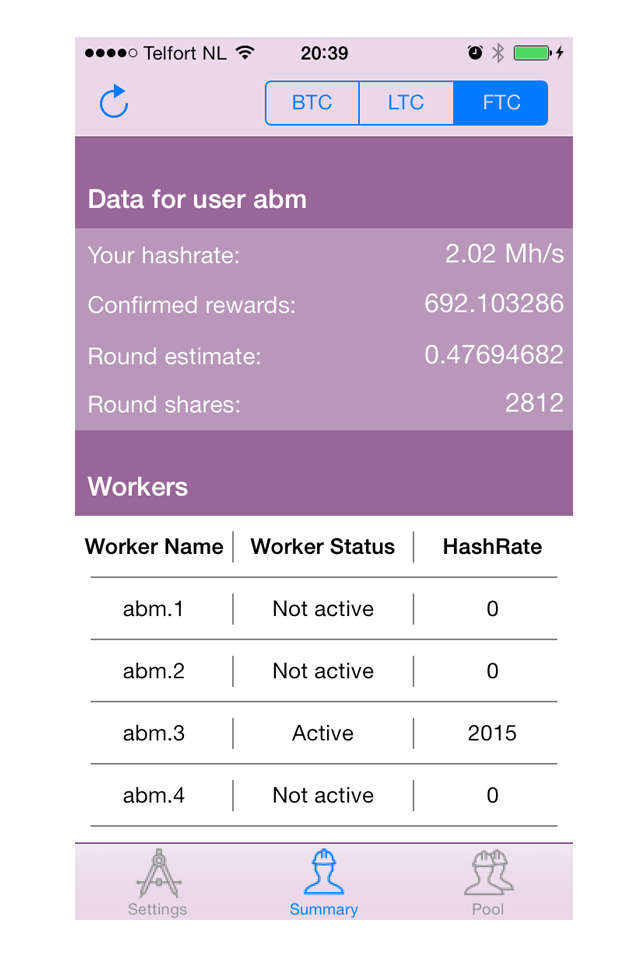 Telfort NL 20:39
BTC LTC FTC
Data for user abm
Your hashrate: 2.02 Mh/s
Confirmed rewards: 692.103286
Round estimate: 0.47694682
Round shares: 2812
Workers
Worker Name Worker Status HashRate
abm.1 Not active 0
abm.2 Not active 0
abm.3 Active 2015
abm.4 Not active 0
Settings Summary Pool